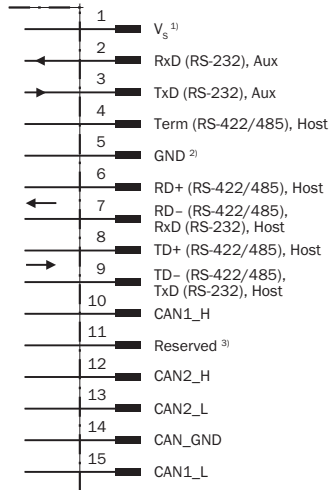 1
Vs 1)
2
RxD (RS-232), Aux
3
TxD (RS-232), Aux
4
Term (RS-422/485), Host
5
GND 2)
6
RD+ (RS-422/485), Host
7
RD– (RS-422/485),
RxD (RS-232), Host
8
TD+ (RS-422/485), Host
9
TD– (RS-422/485),
TxD (RS-232), Host
10
CAN1_H
11
Reserved 3)
12
CAN2_H
13
CAN2_L
14
CAN_GND
15
CAN1_L